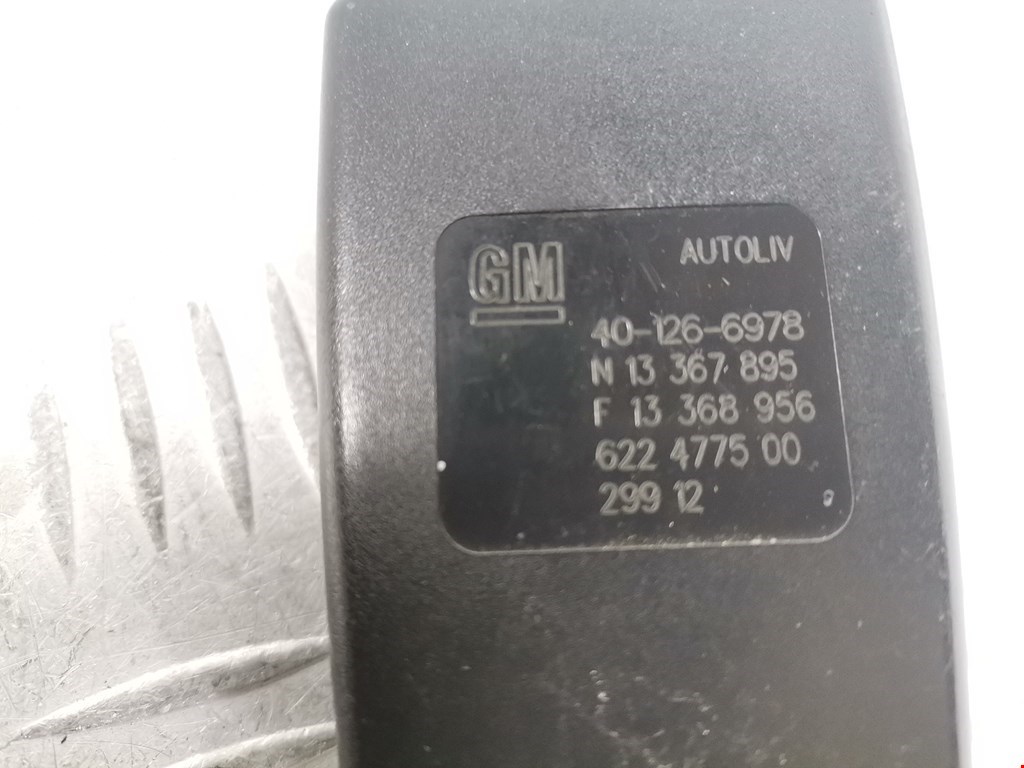 GM AUTOLIV
40-126-6978
N 13 367 895
F 13 368 956
622 4775 00
299 12